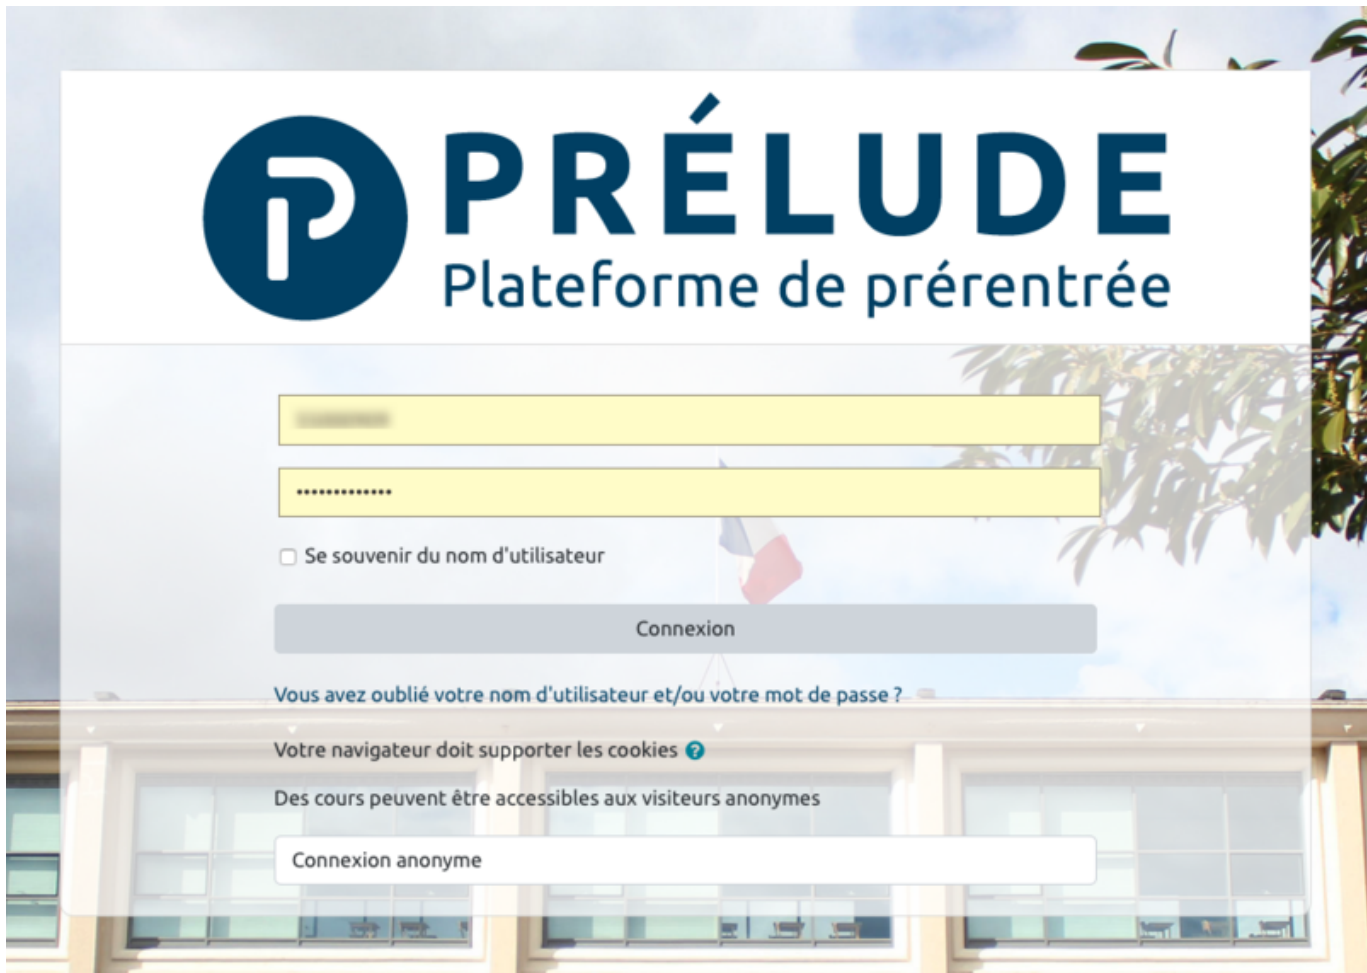 PRÉLUDE
Plateforme de prérentrée
•••••••••••••
Se souvenir du nom d'utilisateur
Connexion
Vous avez oublié votre nom d'utilisateur et/ou votre mot de passe ?
Votre navigateur doit supporter les cookies
Des cours peuvent être accessibles aux visiteurs anonymes
Connexion anonyme